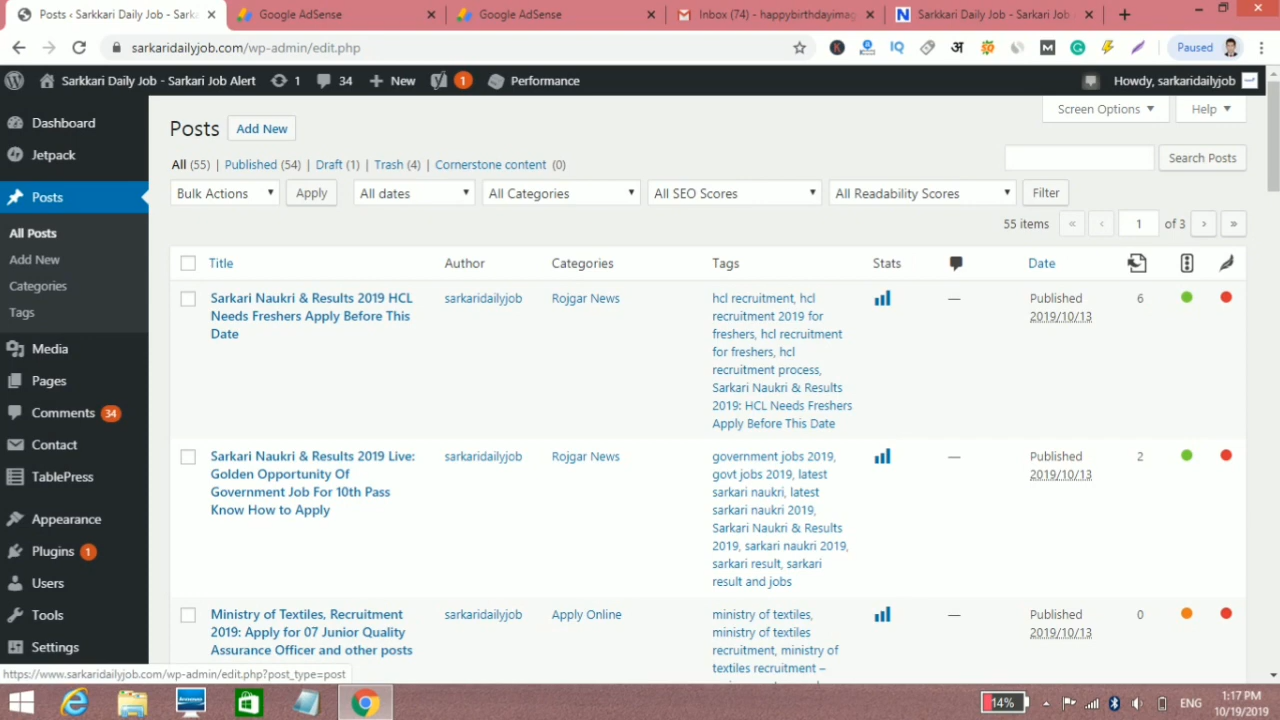 Posts ‹ Sarkkari Daily Job - Sark
Google AdSense
Google AdSense
Inbox (74) - happybirthdayimag
Sarkkari Daily Job - Sarkari Job
sarkaridailyjob.com/wp-admin/edit.php
Paused
Sarkkari Daily Job - Sarkari Job Alert
1
34
New
1
Performance
Howdy, sarkaridailyjob
Dashboard
Jetpack
Posts
All Posts
Add New
Categories
Tags
Media
Pages
Comments 34
Contact
TablePress
Appearance
Plugins 1
Users
Tools
Settings
Screen Options
Help
Posts Add New
All (55) | Published (54) | Draft (1) | Trash (4) | Cornerstone content (0)
Search Posts
Bulk Actions Apply All dates All Categories All SEO Scores All Readability Scores Filter
55 items « ‹ 1 of 3 › »
Title Author Categories Tags Stats Date
Sarkari Naukri & Results 2019 HCL
Needs Freshers Apply Before This
Date
sarkaridailyjob
Rojgar News
hcl recruitment, hcl
recruitment 2019 for
freshers, hcl recruitment
for freshers, hcl
recruitment process,
Sarkari Naukri & Results
2019: HCL Needs Freshers
Apply Before This Date
—
Published
2019/10/13
6
Sarkari Naukri & Results 2019 Live:
Golden Opportunity Of
Government Job For 10th Pass
Know How to Apply
sarkaridailyjob
Rojgar News
government jobs 2019,
govt jobs 2019, latest
sarkari naukri, latest
sarkari naukri 2019,
Sarkari Naukri & Results
2019, sarkari naukri 2019,
sarkari result, sarkari
result and jobs
—
Published
2019/10/13
2
Ministry of Textiles, Recruitment
2019: Apply for 07 Junior Quality
Assurance Officer and other posts
sarkaridailyjob
Apply Online
ministry of textiles,
ministry of textiles
recruitment, ministry of
textiles recruitment –
—
Published
2019/10/13
0
https://www.sarkaridailyjob.com/wp-admin/edit.php?post_type=post
14%
ENG
1:17 PM
10/19/2019